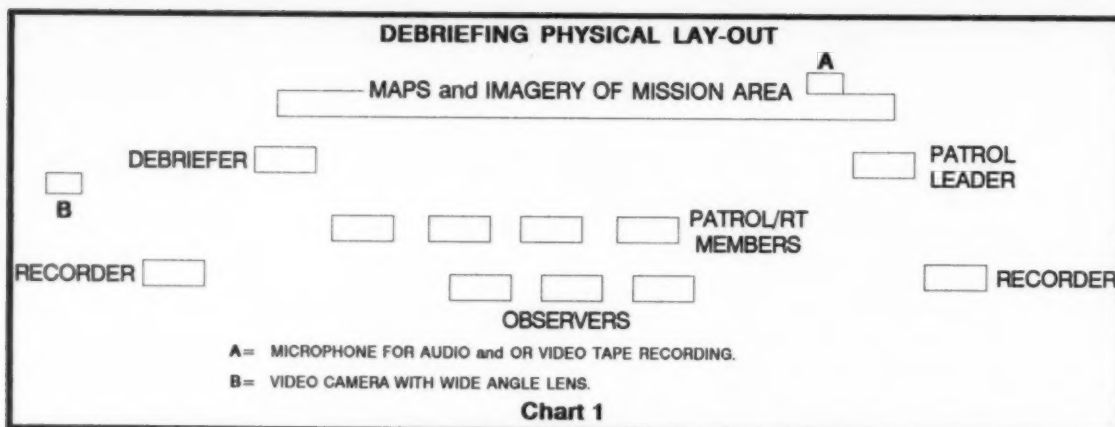 DEBRIEFING PHYSICAL LAY-OUT
A
MAPS and IMAGERY OF MISSION AREA
DEBRIEFER
PATROL
LEADER
B
PATROL/RT
MEMBERS
RECORDER
RECORDER
OBSERVERS
A= MICROPHONE FOR AUDIO and OR VIDEO TAPE RECORDING.
B= VIDEO CAMERA WITH WIDE ANGLE LENS.
Chart 1